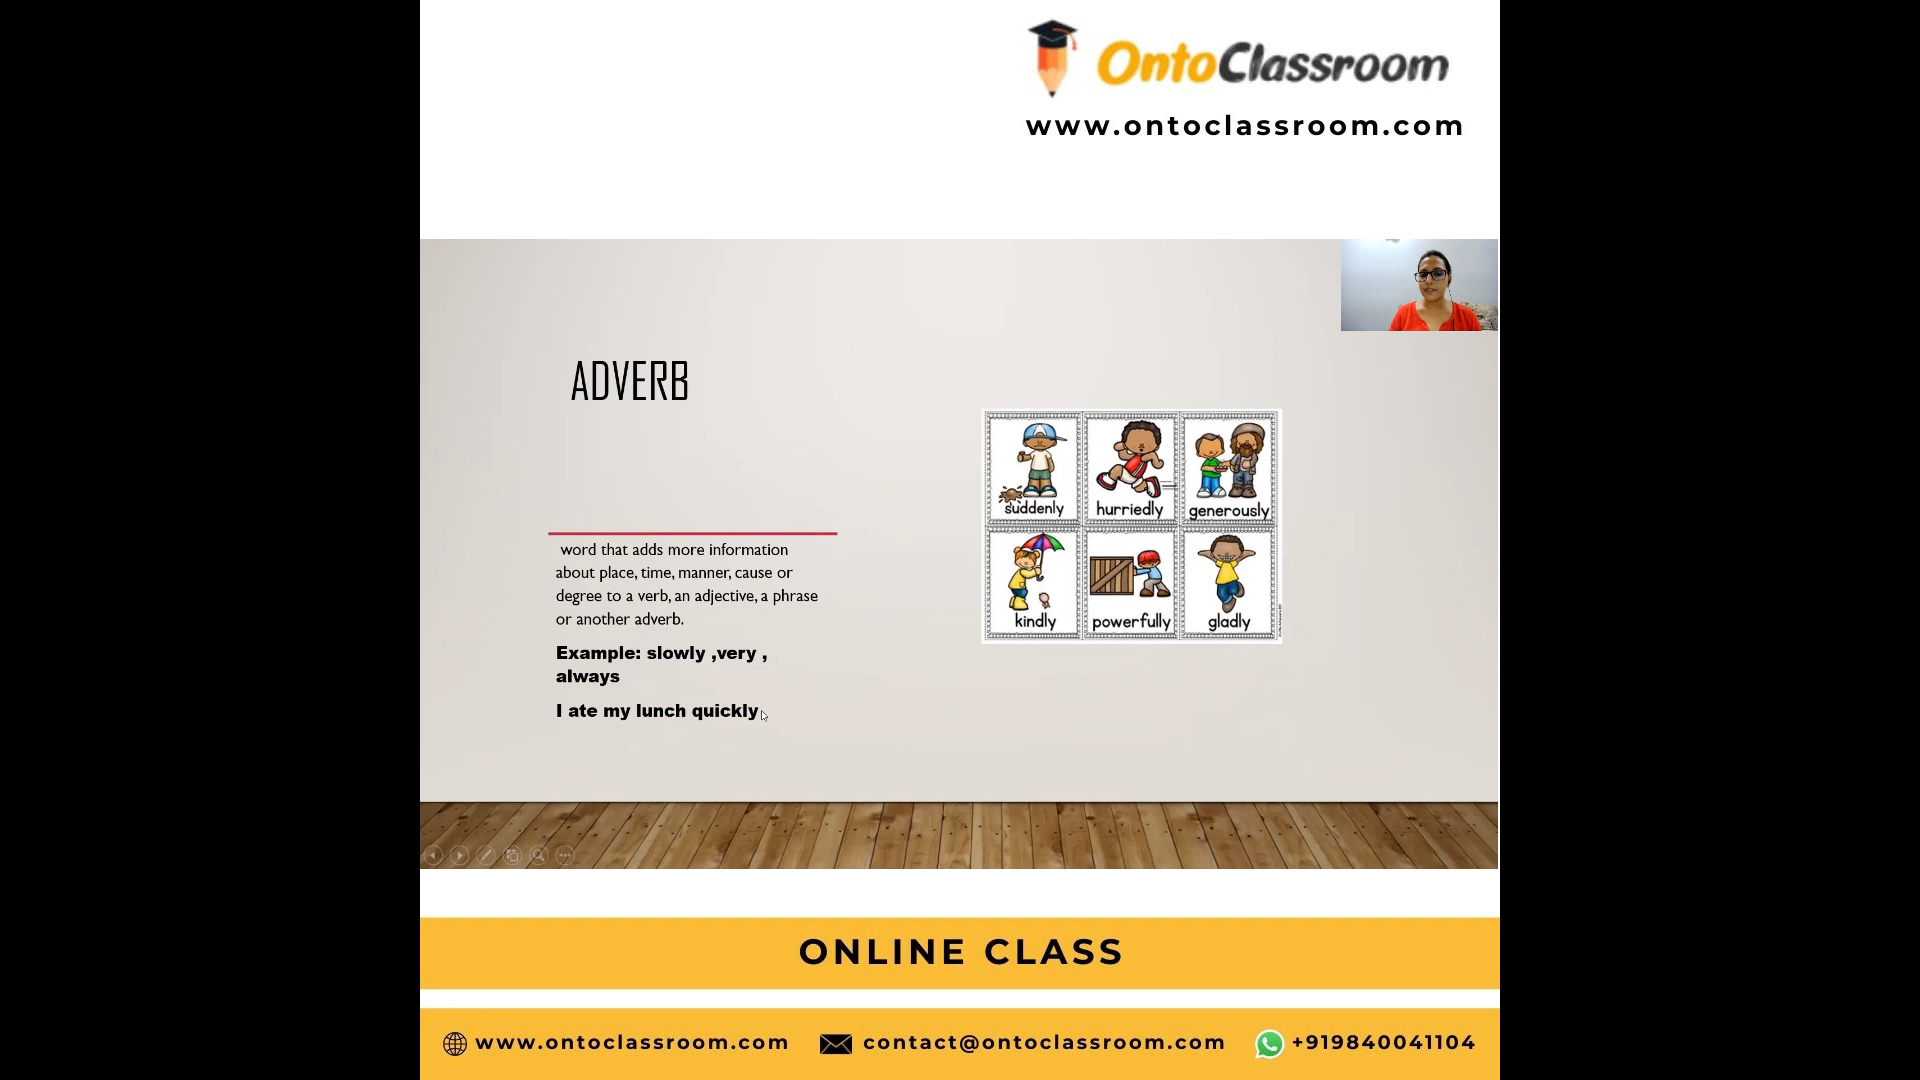 OntoClassroom
www.ontoclassroom.com
ADVERB
word that adds more information
about place, time, manner, cause or
degree to a verb, an adjective, a phrase
or another adverb.
Example: slowly ,very ,
always
I ate my lunch quickly
suddenly hurriedly generously
kindly powerfully gladly
ONLINE CLASS
www.ontoclassroom.com contact@ontoclassroom.com +919840041104